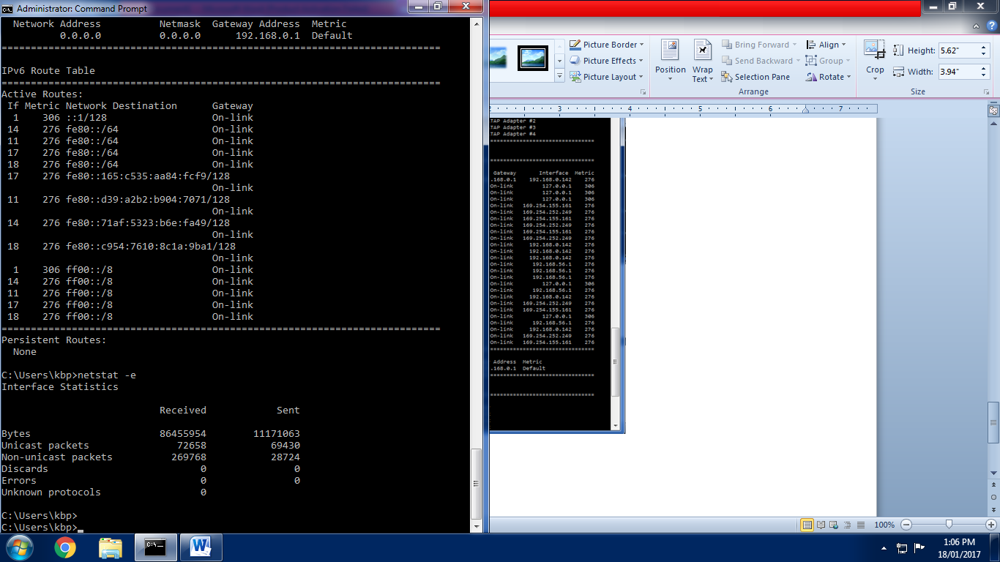 Administrator: Command Prompt
Network Address Netmask Gateway Address Metric
0.0.0.0 0.0.0.0 192.168.0.1 Default
===========================================================================
IPv6 Route Table
===========================================================================
Active Routes:
If Metric Network Destination Gateway
1 306 ::1/128 On-link
14 276 fe80::/64 On-link
11 276 fe80::/64 On-link
17 276 fe80::/64 On-link
18 276 fe80::/64 On-link
17 276 fe80::165:c535:aa84:fcf9/128
On-link
11 276 fe80::d39:a2b2:b904:7071/128
On-link
14 276 fe80::71af:5323:b6e:fa49/128
On-link
18 276 fe80::c954:7610:8c1a:9ba1/128
On-link
1 306 ff00::/8 On-link
14 276 ff00::/8 On-link
11 276 ff00::/8 On-link
17 276 ff00::/8 On-link
18 276 ff00::/8 On-link
===========================================================================
Persistent Routes:
None
C:\Users\kbp>netstat -e
Interface Statistics
Received Sent
Bytes 86455954 11171063
Unicast packets 72658 69430
Non-unicast packets 269768 28724
Discards 0 0
Errors 0 0
Unknown protocols 0
C:\Users\kbp>
C:\Users\kbp>_
Picture Border
Picture Effects
Picture Layout
Position
Wrap Text
Bring Forward
Send Backward
Selection Pane
Align
Group
Rotate
Arrange
Crop
Height: 5.62"
Width: 3.94"
Size
2 3 4 5 6 7
TAP Adapter #2
TAP Adapter #3
TAP Adapter #4
================================
================================
Gateway Interface Metric
.168.0.1 192.168.0.142 276
On-link 127.0.0.1 306
On-link 127.0.0.1 306
On-link 127.0.0.1 306
On-link 169.254.155.161 276
On-link 169.254.252.249 276
On-link 169.254.155.161 276
On-link 169.254.252.249 276
On-link 169.254.155.161 276
On-link 169.254.252.249 276
On-link 192.168.0.142 276
On-link 192.168.0.142 276
On-link 192.168.0.142 276
On-link 192.168.56.1 276
On-link 192.168.56.1 276
On-link 192.168.56.1 276
On-link 127.0.0.1 306
On-link 192.168.56.1 276
On-link 192.168.0.142 276
On-link 169.254.252.249 276
On-link 169.254.155.161 276
On-link 127.0.0.1 306
On-link 192.168.56.1 276
On-link 192.168.0.142 276
On-link 169.254.252.249 276
On-link 169.254.155.161 276
================================
Address Metric
.168.0.1 Default
================================
================================
100%
1:06 PM
18/01/2017